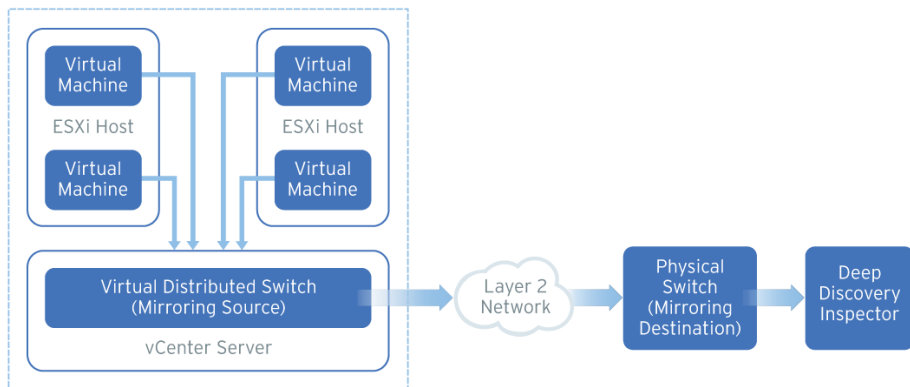 Virtual
Machine
ESXi Host
Virtual
Machine
Virtual
Machine
ESXi Host
Virtual
Machine
Virtual Distributed Switch
(Mirroring Source)
vCenter Server
Layer 2
Network
Physical
Switch
(Mirroring
Destination)
Deep
Discovery
Inspector